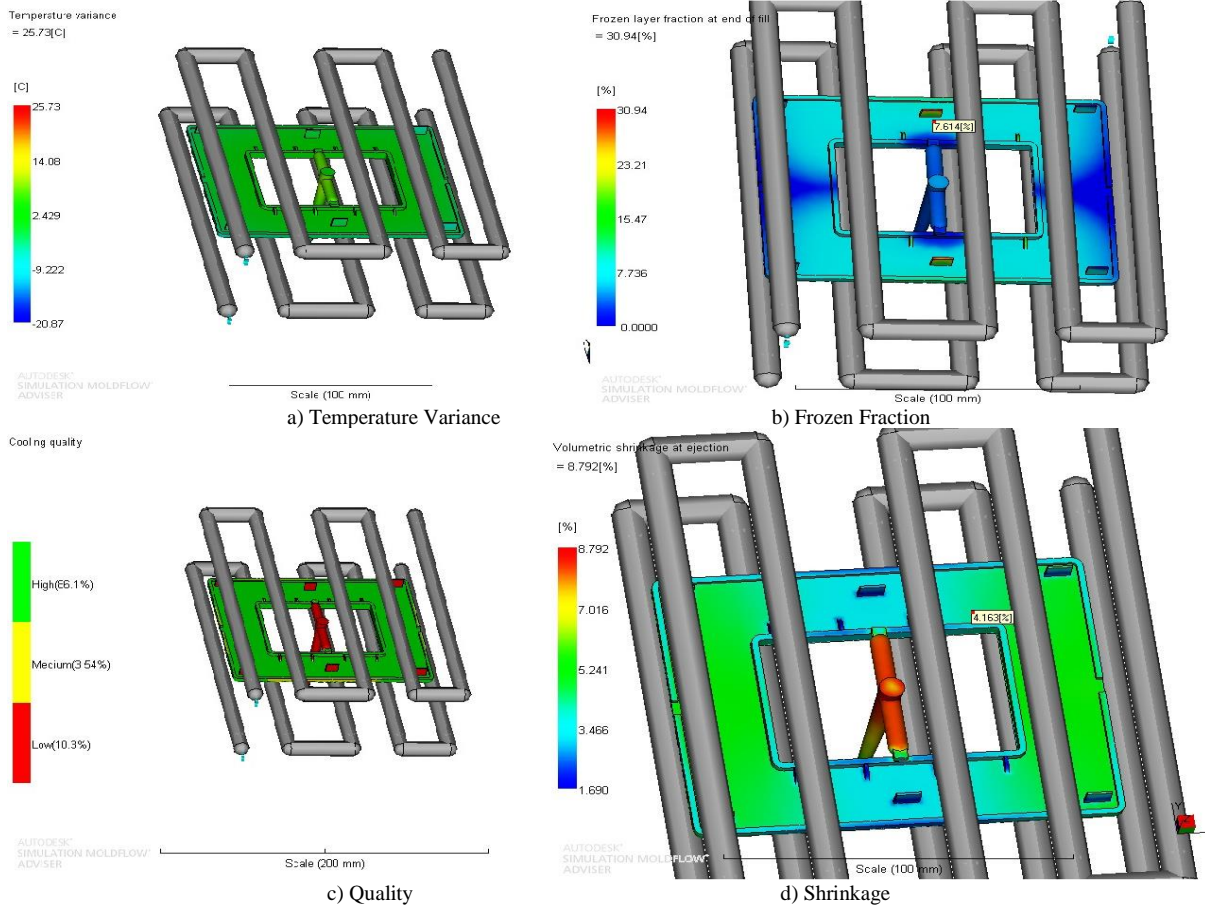 Temperature variance
= 25.73[C]
[C]
25.73
14.08
2.429
-9.222
-20.87
AUTODESK®
SIMULATION MOLDFLOW®
ADVISER
Scale (100 mm)
a) Temperature Variance
Frozen layer fraction at end of fill
= 30.94[%]
[%]
30.94
23.21
15.47
7.736
0.0000
7.614[%]
AUTODESK®
SIMULATION MOLDFLOW®
ADVISER
Scale (100 mm)
b) Frozen Fraction
Cooling quality
High(86.1%)
Medium(3.54%)
Low(10.3%)
AUTODESK®
SIMULATION MOLDFLOW®
ADVISER
Scale (200 mm)
c) Quality
Volumetric shrinkage at ejection
= 8.792[%]
[%]
8.792
7.016
5.241
3.466
1.690
4.163[%]
Y
AUTODESK®
SIMULATION MOLDFLOW®
ADVISER
Scale (100 mm)
d) Shrinkage